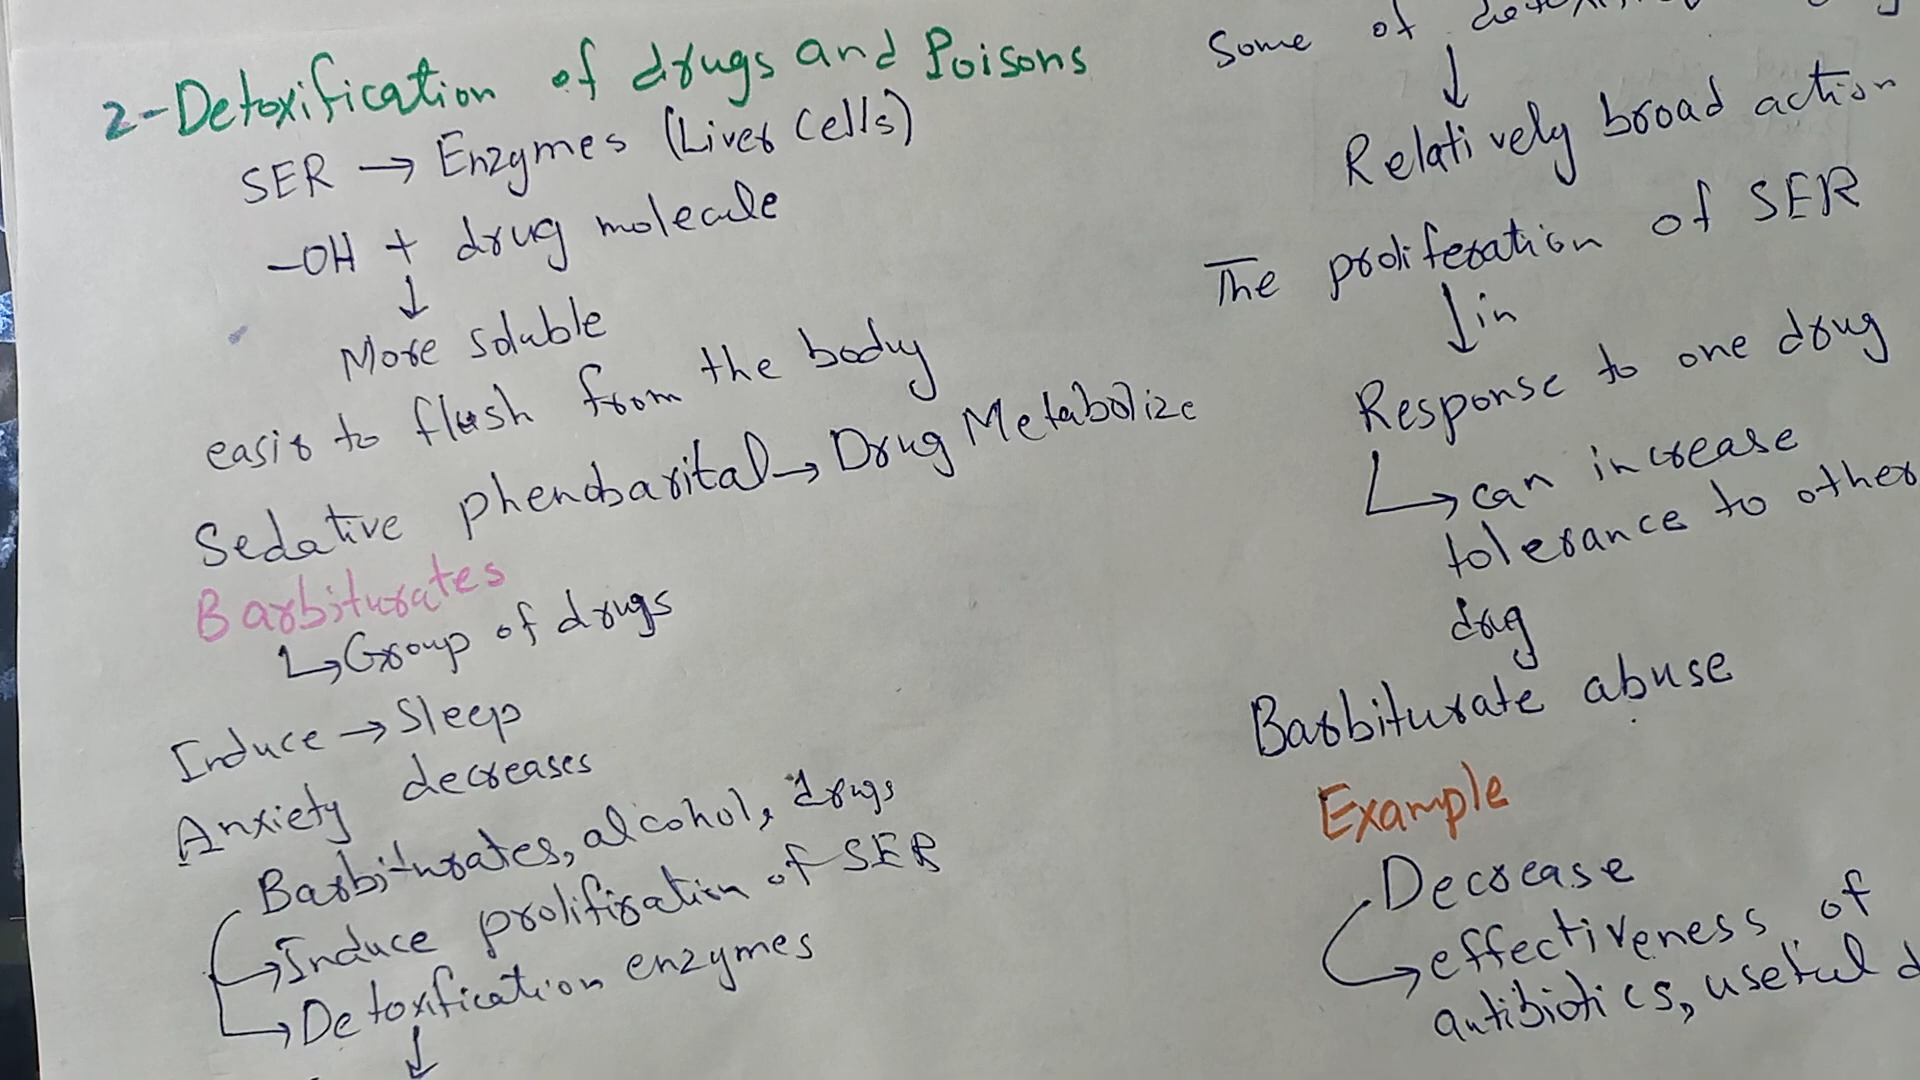 2-Detoxification of drugs and Poisons
SER → Enzymes (Liver Cells)
-OH + drug molecule
↓
More soluble
easir to flush from the body
Sedative phenobarital → Drug Metabolize
Barbiturates
↳ Group of drugs
Induce → Sleep
Anxiety decreases
Barbiturates, alcohol, drugs
→ Induce prolifiration of SER
→ Detoxification enzymes
↓
Some of
↓
Relatively broad action
The proliferation of SER
↓ in
Response to one drug
↳ can increase
tolerance to other
drug
Barbiturate abuse
Example
Decrease
→ effectiveness of
antibiotics, useful